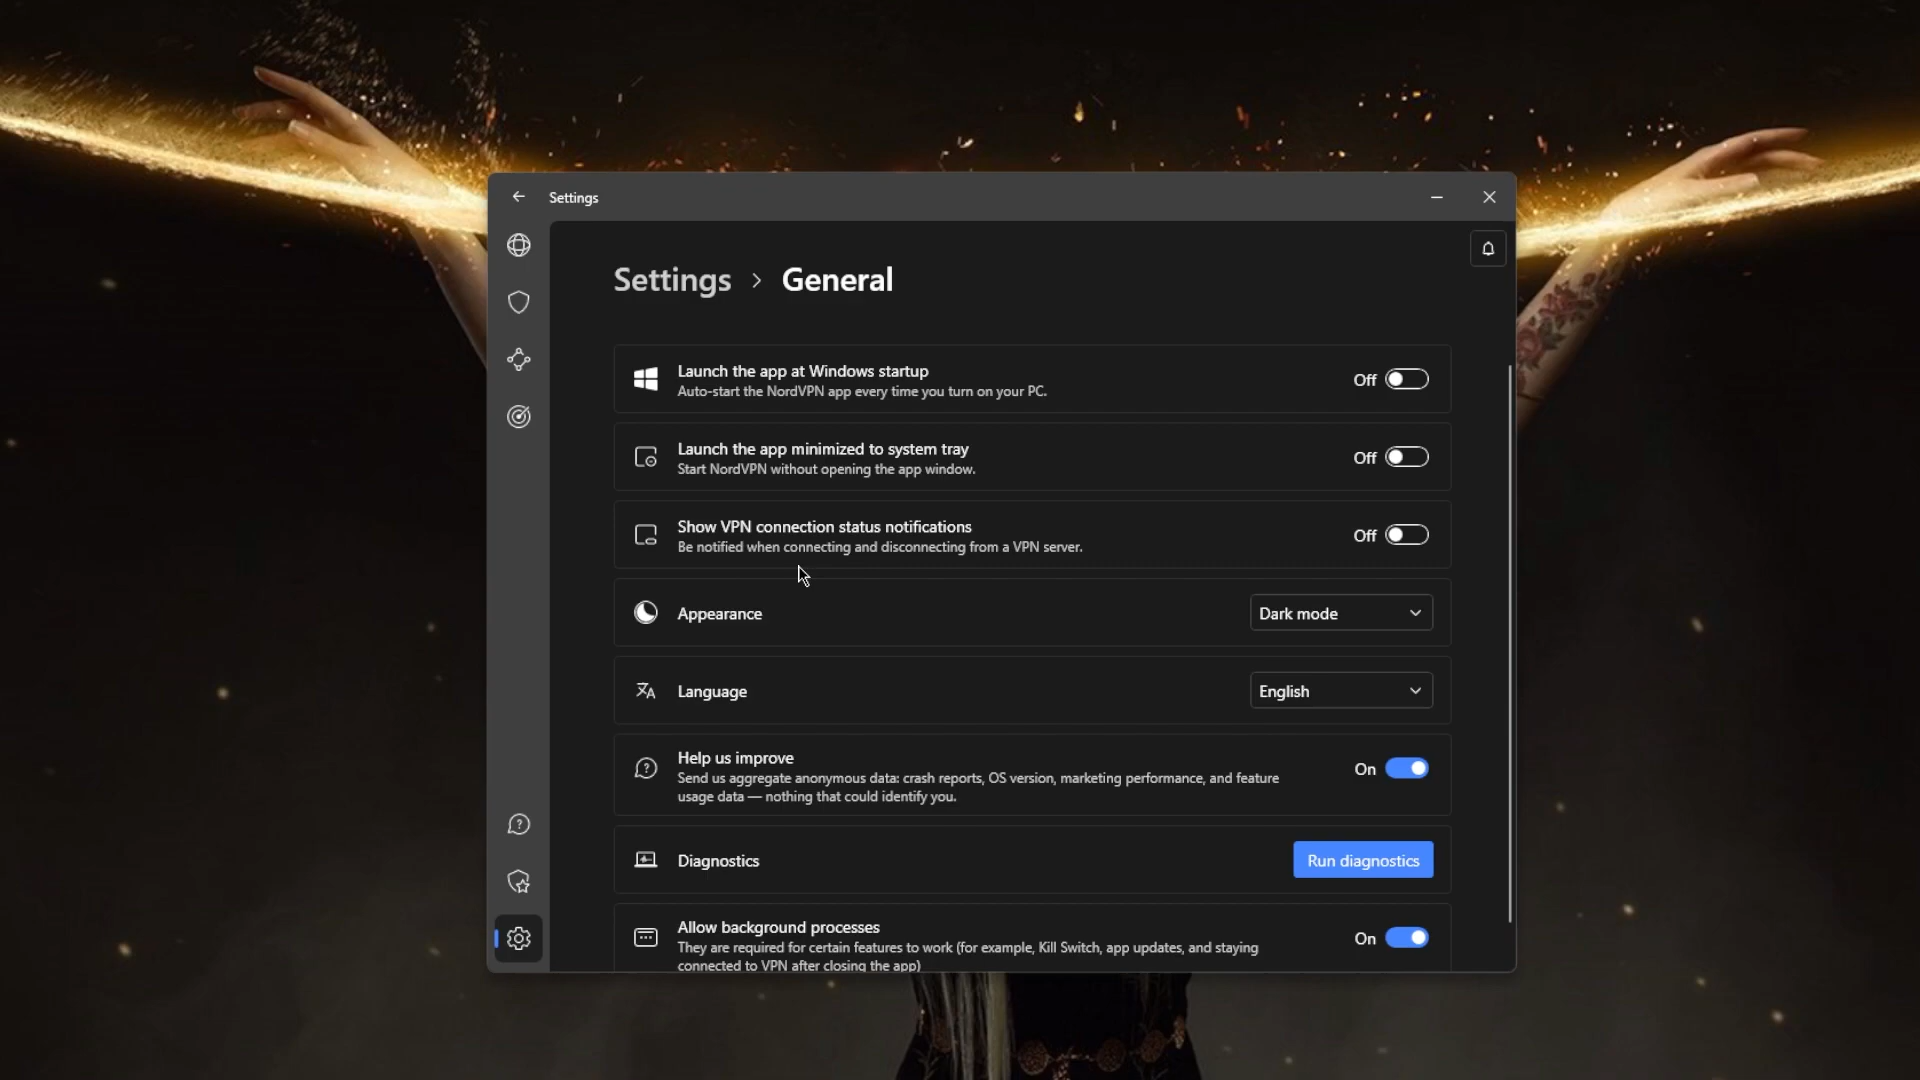 Settings
Settings > General
Launch the app at Windows startup
Auto-start the NordVPN app every time you turn on your PC.
Off
Launch the app minimized to system tray
Start NordVPN without opening the app window.
Off
Show VPN connection status notifications
Be notified when connecting and disconnecting from a VPN server.
Off
Appearance
Dark mode
Language
English
Help us improve
Send us aggregate anonymous data: crash reports, OS version, marketing performance, and feature
usage data — nothing that could identify you.
On
Diagnostics
Run diagnostics
Allow background processes
They are required for certain features to work (for example, Kill Switch, app updates, and staying
connected to VPN after closing the app)
On